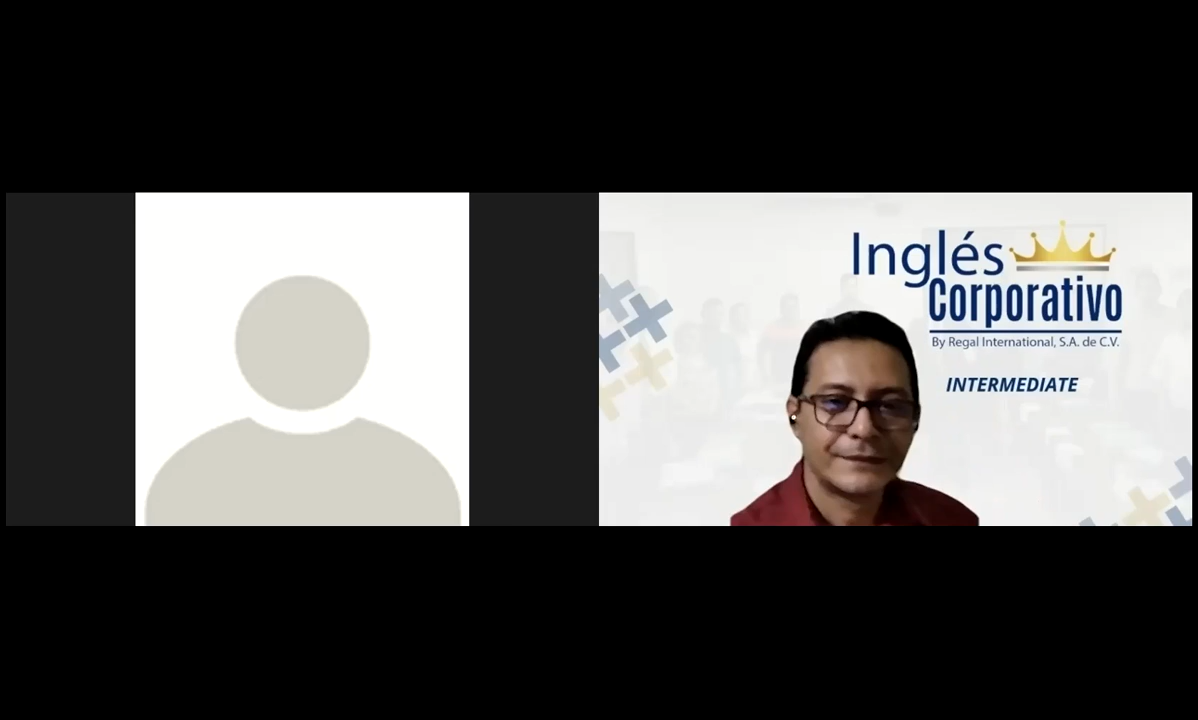 Inglés
Corporativo
By Regal International, S.A. de C.V.
INTERMEDIATE